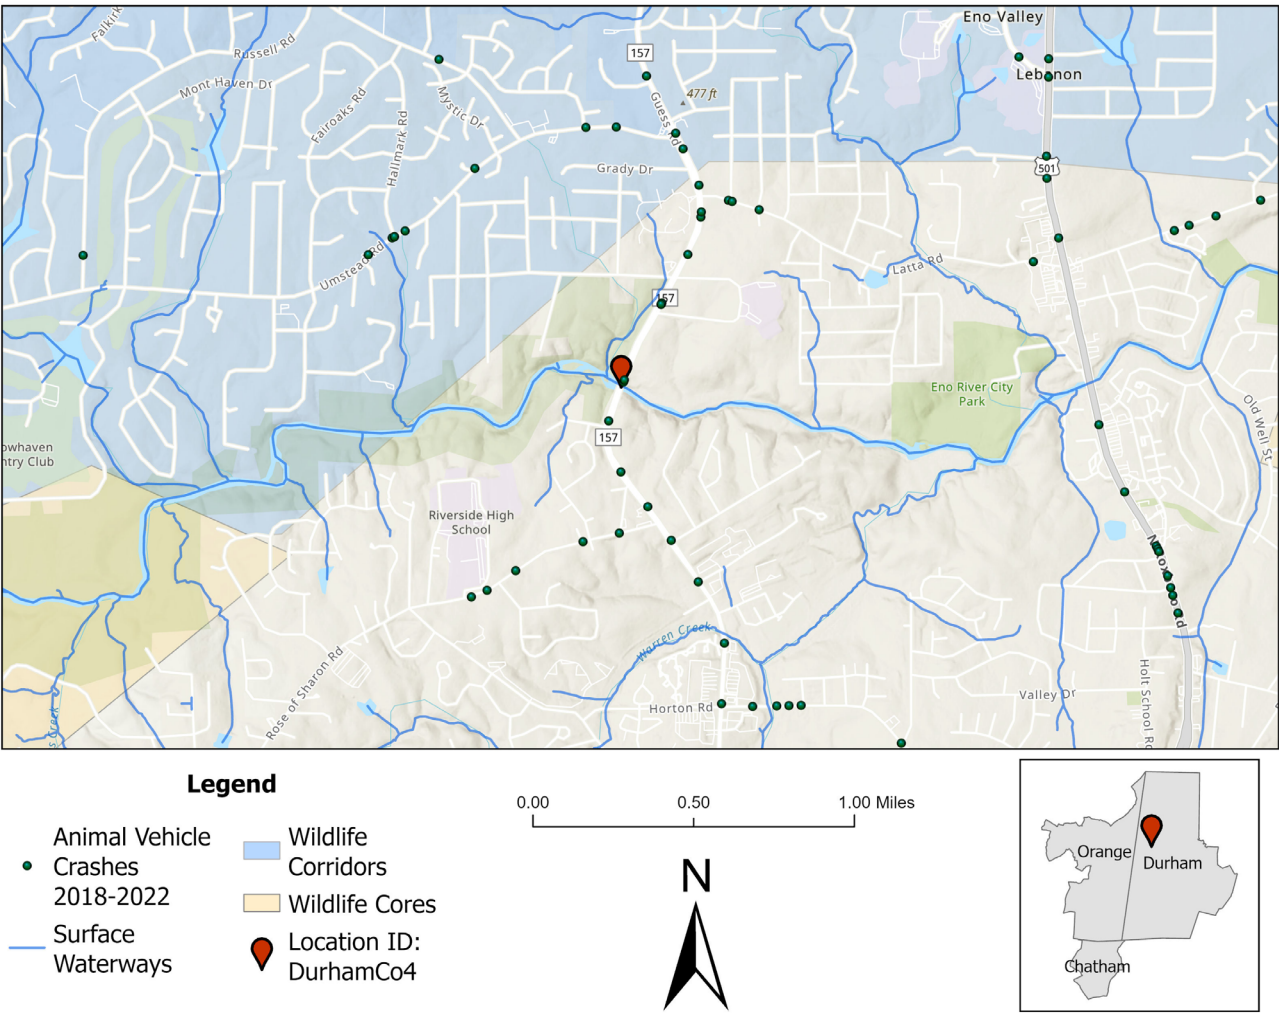 Falkirk
Russell Rd
Mont Haven Dr
Fairoaks Rd
Hallmark Rd
Mystic Dr
157
Guess Rd
477 ft
Grady Dr
Eno Valley
Lebanon
501
Umstead Rd
Latta Rd
157
Eno River City
Park
owhaven
ntry Club
157
Old Well St
Riverside High
School
Rose of Sharon Rd
Warren Creek
Horton Rd
Valley Dr
Holt School Rd
s Creek
Legend
Animal Vehicle
Crashes
2018-2022
Surface
Waterways
Wildlife
Corridors
Wildlife Cores
Location ID:
DurhamCo4
0.00
0.50
1.00 Miles
N
Orange
Durham
Chatham